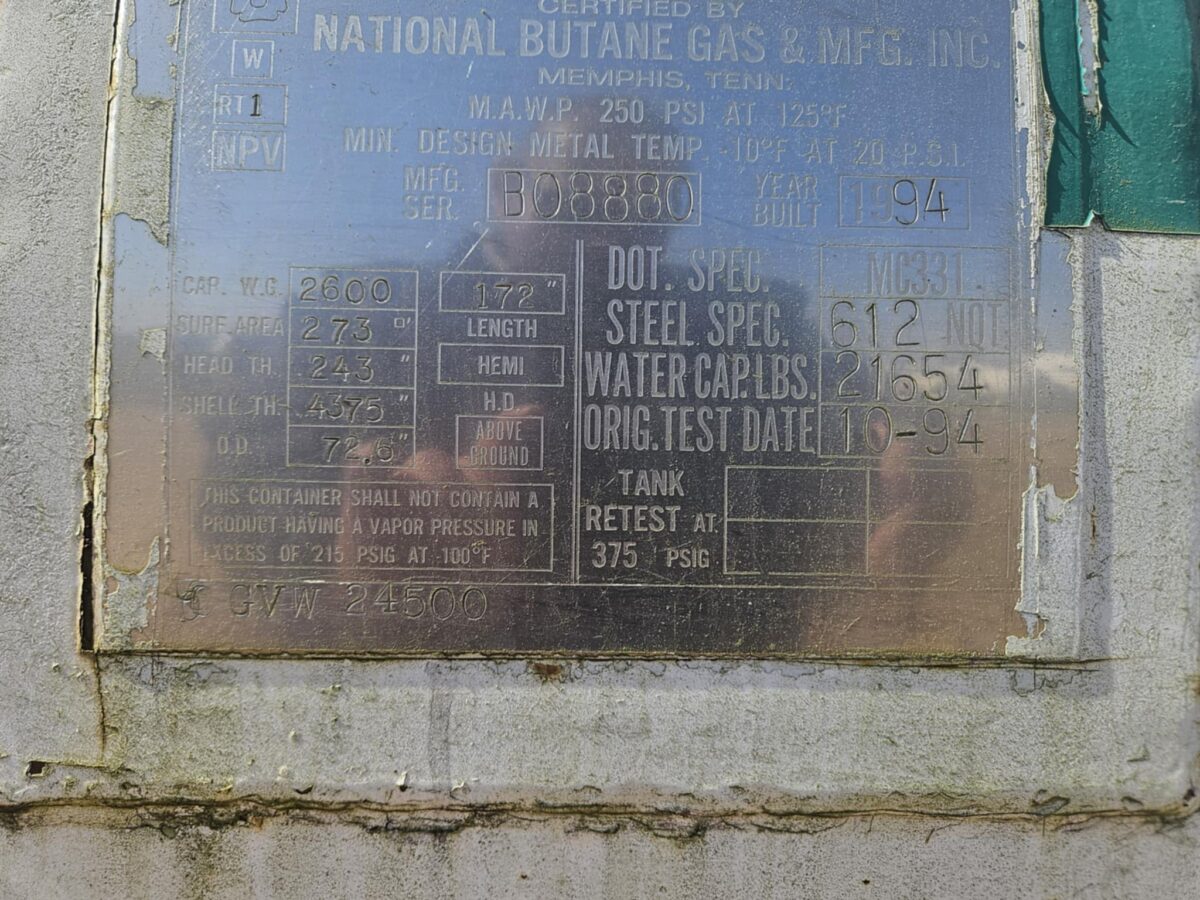 CERTIFIED BY
NATIONAL BUTANE GAS & MFG. INC.
MEMPHIS, TENN.
W
RT 1
NPV
M.A.W.P. 250 PSI AT 125°F
MIN. DESIGN METAL TEMP. -10°F AT 20 P.S.I.
MFG. SER. B08880
YEAR BUILT 1994
CAP. W.G. 2600
SURF. AREA 273 □'
HEAD TH. .243 "
SHELL TH. .4375 "
O.D. 72.6"
172"
LENGTH
HEMI
H.D.
ABOVE
GROUND
THIS CONTAINER SHALL NOT CONTAIN A
PRODUCT HAVING A VAPOR PRESSURE IN
EXCESS OF 215 PSIG AT 100°F
DOT. SPEC. MC331
STEEL SPEC. 612 NQT
WATER CAP. LBS. 21654
ORIG. TEST DATE 10-94
TANK
RETEST AT
375 PSIG
GVW 24500